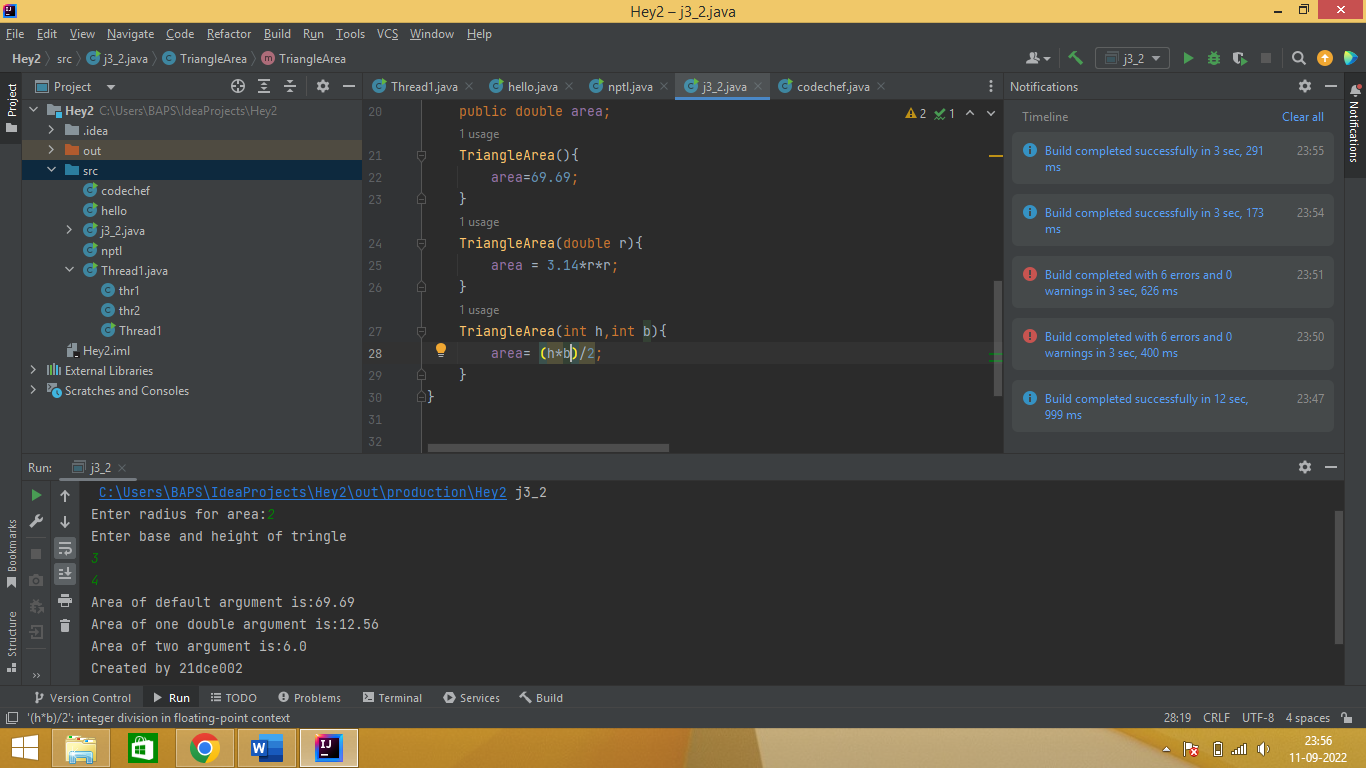 Hey2 – j3_2.java
File Edit View Navigate Code Refactor Build Run Tools VCS Window Help
Hey2 src j3_2.java TriangleArea TriangleArea
j3_2
Project
Thread1.java hello.java nptl.java j3_2.java codechef.java
Notifications
Project
Hey2 C:\Users\BAPS\IdeaProjects\Hey2
.idea
out
src
codechef
hello
j3_2.java
nptl
Thread1.java
thr1
thr2
Thread1
Hey2.iml
External Libraries
Scratches and Consoles
2 1
20 public double area;
1 usage
21 TriangleArea(){
22 area=69.69;
23 }
1 usage
24 TriangleArea(double r){
25 area = 3.14*r*r;
26 }
1 usage
27 TriangleArea(int h,int b){
28 area= (h*b)/2;
29 }
30 }
31
32
Timeline Clear all
Build completed successfully in 3 sec, 291 23:55
ms
Build completed successfully in 3 sec, 173 23:54
ms
Build completed with 6 errors and 0 23:51
warnings in 3 sec, 626 ms
Build completed with 6 errors and 0 23:50
warnings in 3 sec, 400 ms
Build completed successfully in 12 sec, 23:47
999 ms
Notifications
Run: j3_2
C:\Users\BAPS\IdeaProjects\Hey2\out\production\Hey2 j3_2
Enter radius for area:2
Enter base and height of tringle
3
4
Area of default argument is:69.69
Area of one double argument is:12.56
Area of two argument is:6.0
Created by 21dce002
Bookmarks
Structure
Version Control Run TODO Problems Terminal Services Build
'(h*b)/2': integer division in floating-point context 28:19 CRLF UTF-8 4 spaces
23:56
11-09-2022